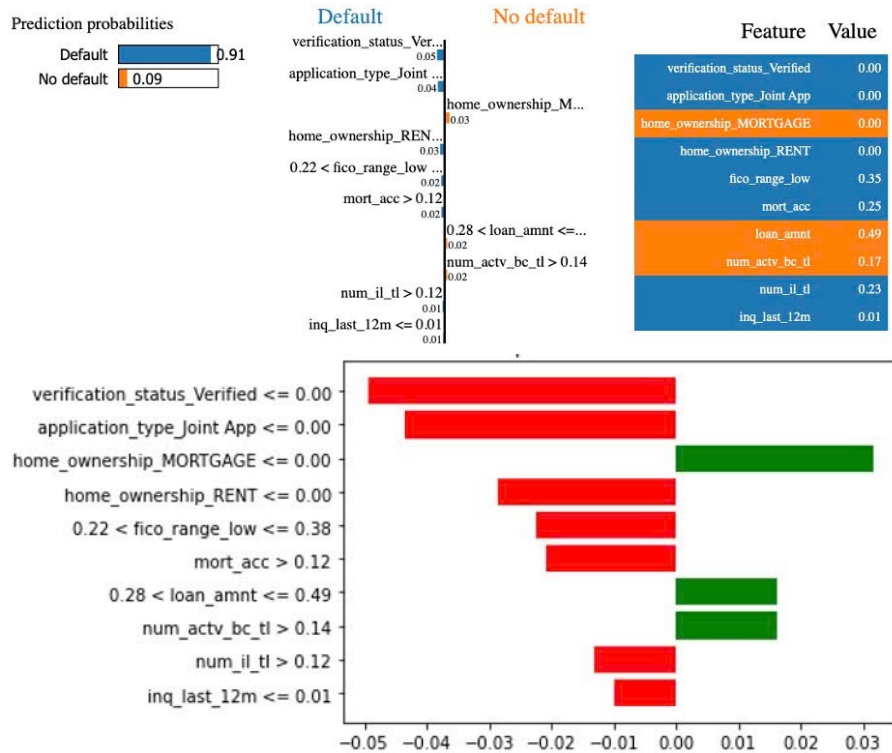 Prediction probabilities
Default 0.91
No default 0.09
Default No default
verification_status_Ver...
0.05
application_type_Joint ...
0.04
home_ownership_M...
0.03
home_ownership_REN...
0.03
0.22 < fico_range_low ...
0.02
mort_acc > 0.12
0.02
0.28 < loan_amnt <=...
0.02
num_actv_bc_tl > 0.14
0.02
num_il_tl > 0.12
0.01
inq_last_12m <= 0.01
0.01
Feature Value
verification_status_Verified 0.00
application_type_Joint App 0.00
home_ownership_MORTGAGE 0.00
home_ownership_RENT 0.00
fico_range_low 0.35
mort_acc 0.25
loan_amnt 0.49
num_actv_bc_tl 0.17
num_il_tl 0.23
inq_last_12m 0.01
verification_status_Verified <= 0.00
application_type_Joint App <= 0.00
home_ownership_MORTGAGE <= 0.00
home_ownership_RENT <= 0.00
0.22 < fico_range_low <= 0.38
mort_acc > 0.12
0.28 < loan_amnt <= 0.49
num_actv_bc_tl > 0.14
num_il_tl > 0.12
inq_last_12m <= 0.01
−0.05 −0.04 −0.03 −0.02 −0.01 0.00 0.01 0.02 0.03